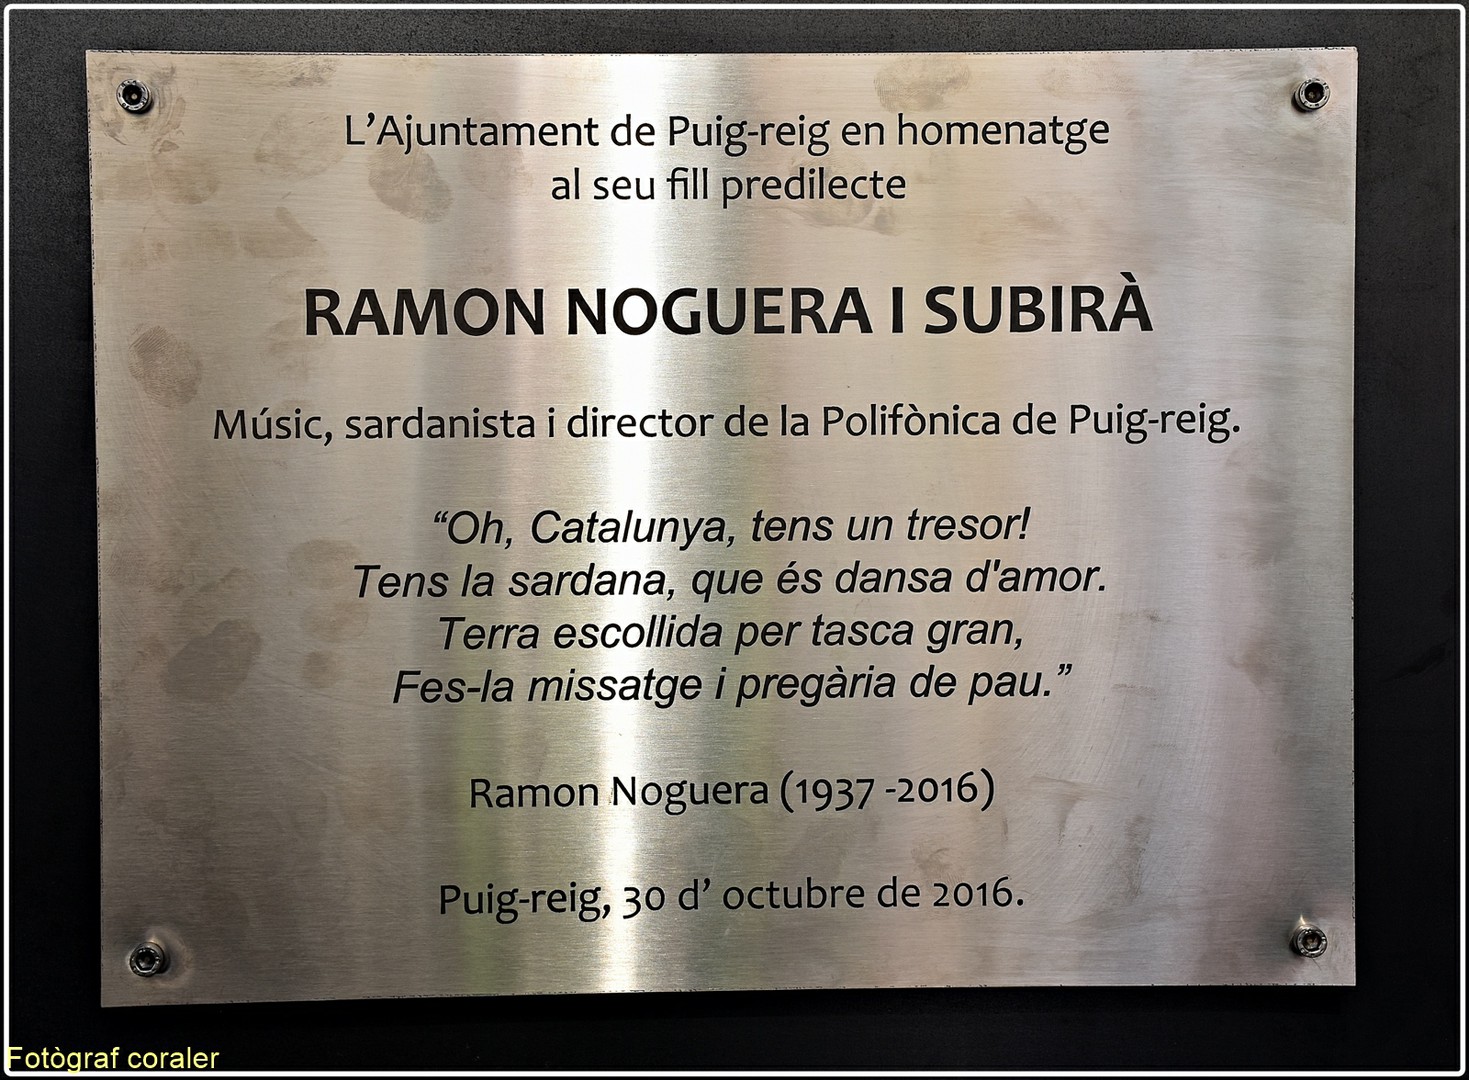 L'Ajuntament de Puig-reig en homenatge
al seu fill predilecte
RAMON NOGUERA I SUBIRÀ
Músic, sardanista i director de la Polifònica de Puig-reig.
“Oh, Catalunya, tens un tresor!
Tens la sardana, que és dansa d'amor.
Terra escollida per tasca gran,
Fes-la missatge i pregària de pau.”
Ramon Noguera (1937 -2016)
Puig-reig, 30 d’ octubre de 2016.
Fotògraf coraler